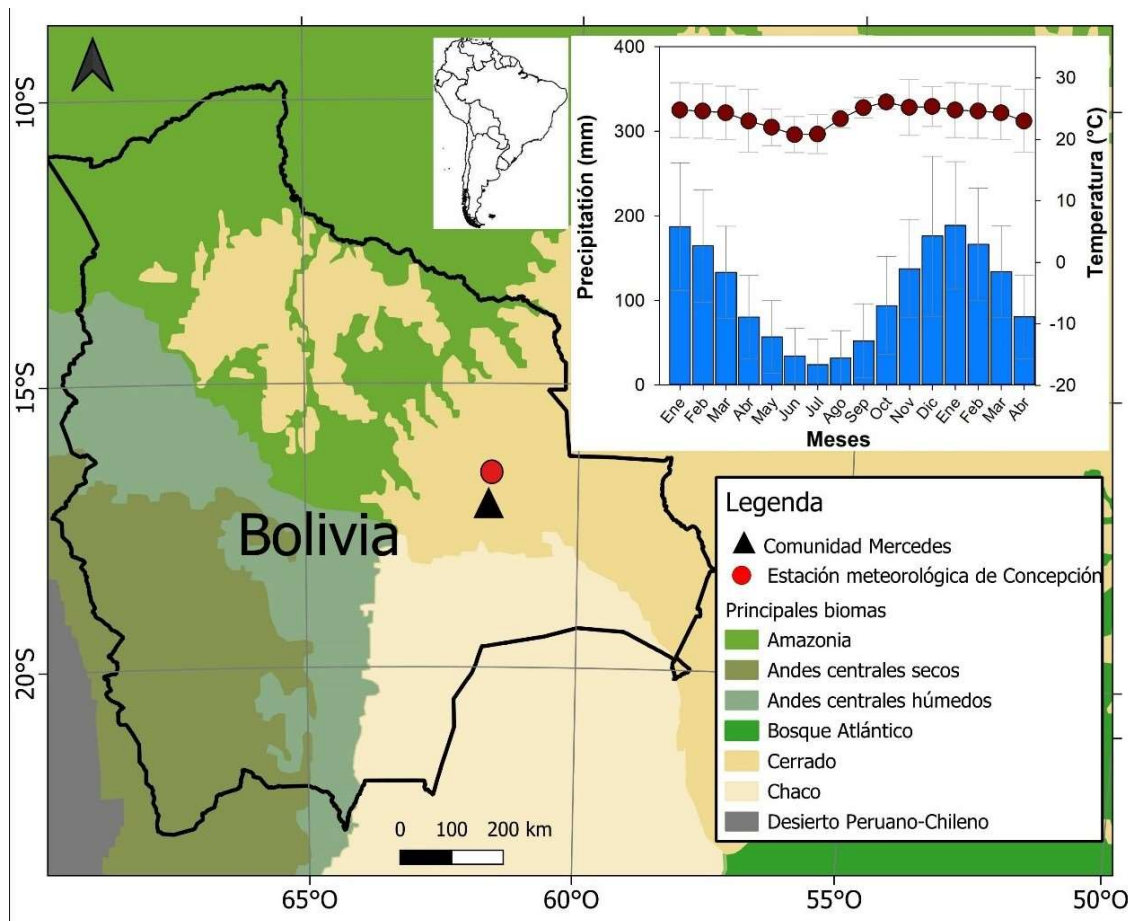 10°S
15°S
20°S
65°O
60°O
55°O
50°O
Bolivia
0 100 200 km
400
300
200
100
0
Precipitatión (mm)
30
20
10
0
-10
-20
Temperatura (°C)
Ene Feb Mar Abr May Jun Jul Ago Sep Oct Nov Dic Ene Feb Mar Abr
Meses
Legenda
Comunidad Mercedes
Estación meteorológica de Concepción
Principales biomas
Amazonia
Andes centrales secos
Andes centrales húmedos
Bosque Atlántico
Cerrado
Chaco
Desierto Peruano-Chileno